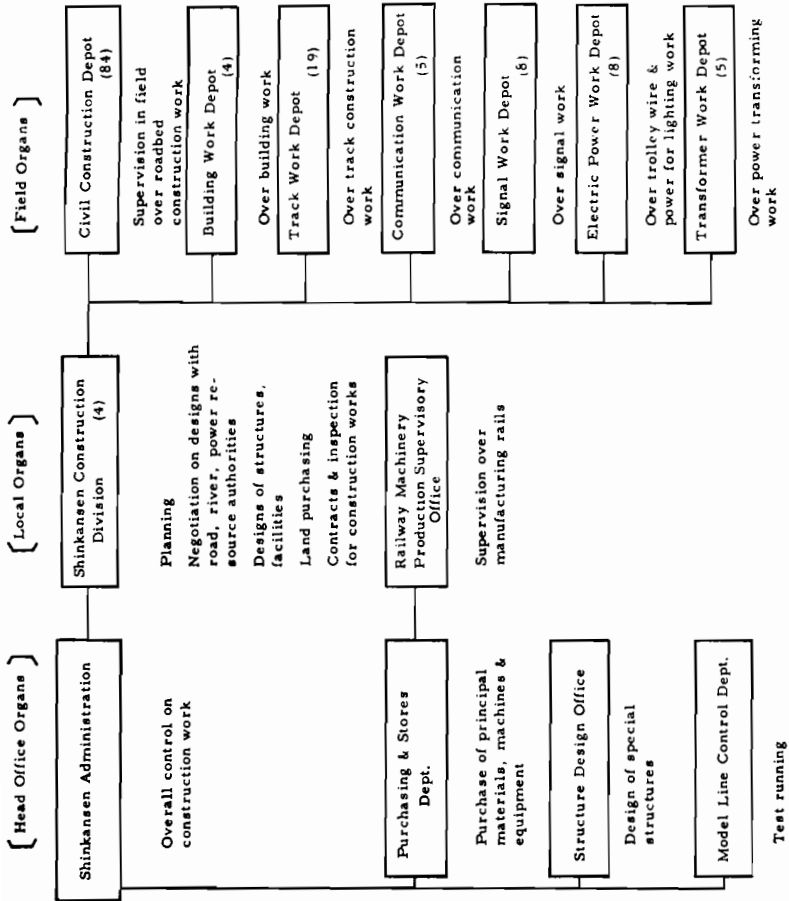 [Head Office Organs]
Shinkansen Administration
Overall control on
construction work
Purchasing & Stores
Dept.
Purchase of principal
materials, machines &
equipment
Structure Design Office
Design of special
structures
Model Line Control Dept.
Test running
[Local Organs]
Shinkansen Construction
Division (4)
Planning
Negotiation on designs with
road, river, power re-
source authorities
Designs of structures,
facilities
Land purchasing
Contracts & inspection
for construction works
Railway Machinery
Production Supervisory
Office
Supervision over
manufacturing rails
[Field Organs]
Civil Construction Depot
(84)
Supervision in field
over roadbed
construction work
Building Work Depot
(4)
Over building work
Track Work Depot
(19)
Over track construction
work
Communication Work Depot
Over communication
work
Signal Work Depot
(8)
Over signal work
Electric Power Work Depot
(8)
Over trolley wire &
power for lighting work
Transformer Work Depot
(5)
Over power transforming
work